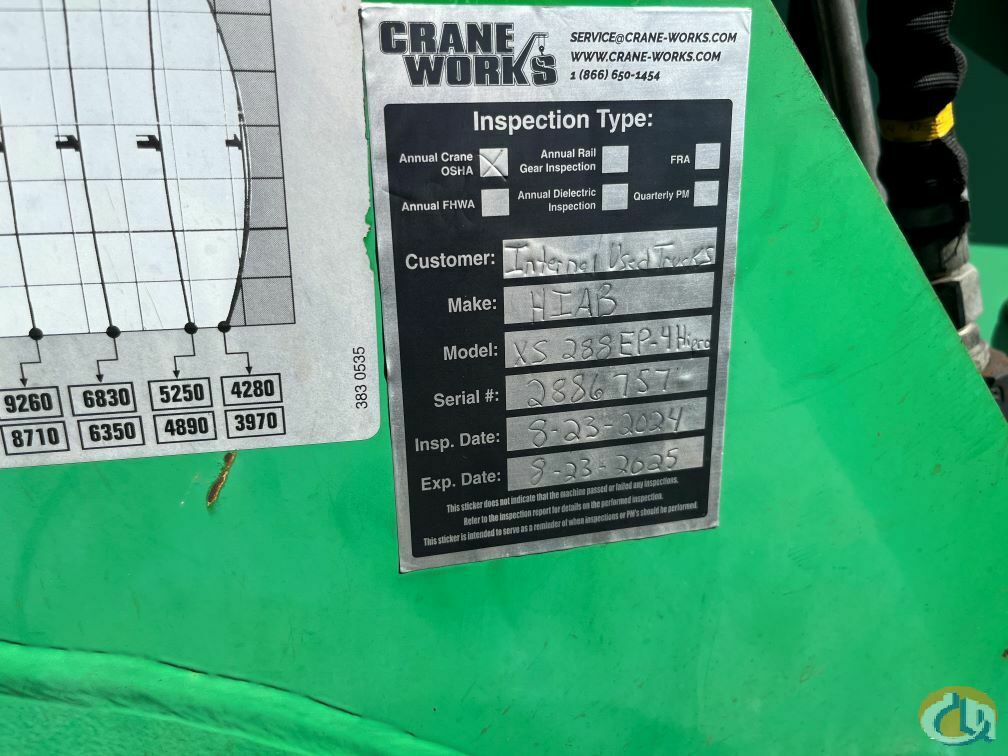 CRANE WORKS
SERVICE@CRANE-WORKS.COM
WWW.CRANE-WORKS.COM
1 (866) 650-1454
Inspection Type:
Annual Crane OSHA
Annual Rail Gear Inspection
FRA
Annual FHWA
Annual Dielectric Inspection
Quarterly PM
Customer: Internal Used Trucks
Make: HIAB
Model: XS 288 EP-4 Hipro
Serial #: 2886757
Insp. Date: 8-23-2024
Exp. Date: 8-23-2025
This sticker does not indicate that the machine passed or failed any inspections.
Refer to the inspection report for details on the performed inspection.
This sticker is intended to serve as a reminder of when inspections or PM's should be performed.
9260 6830 5250 4280
8710 6350 4890 3970
383 0535